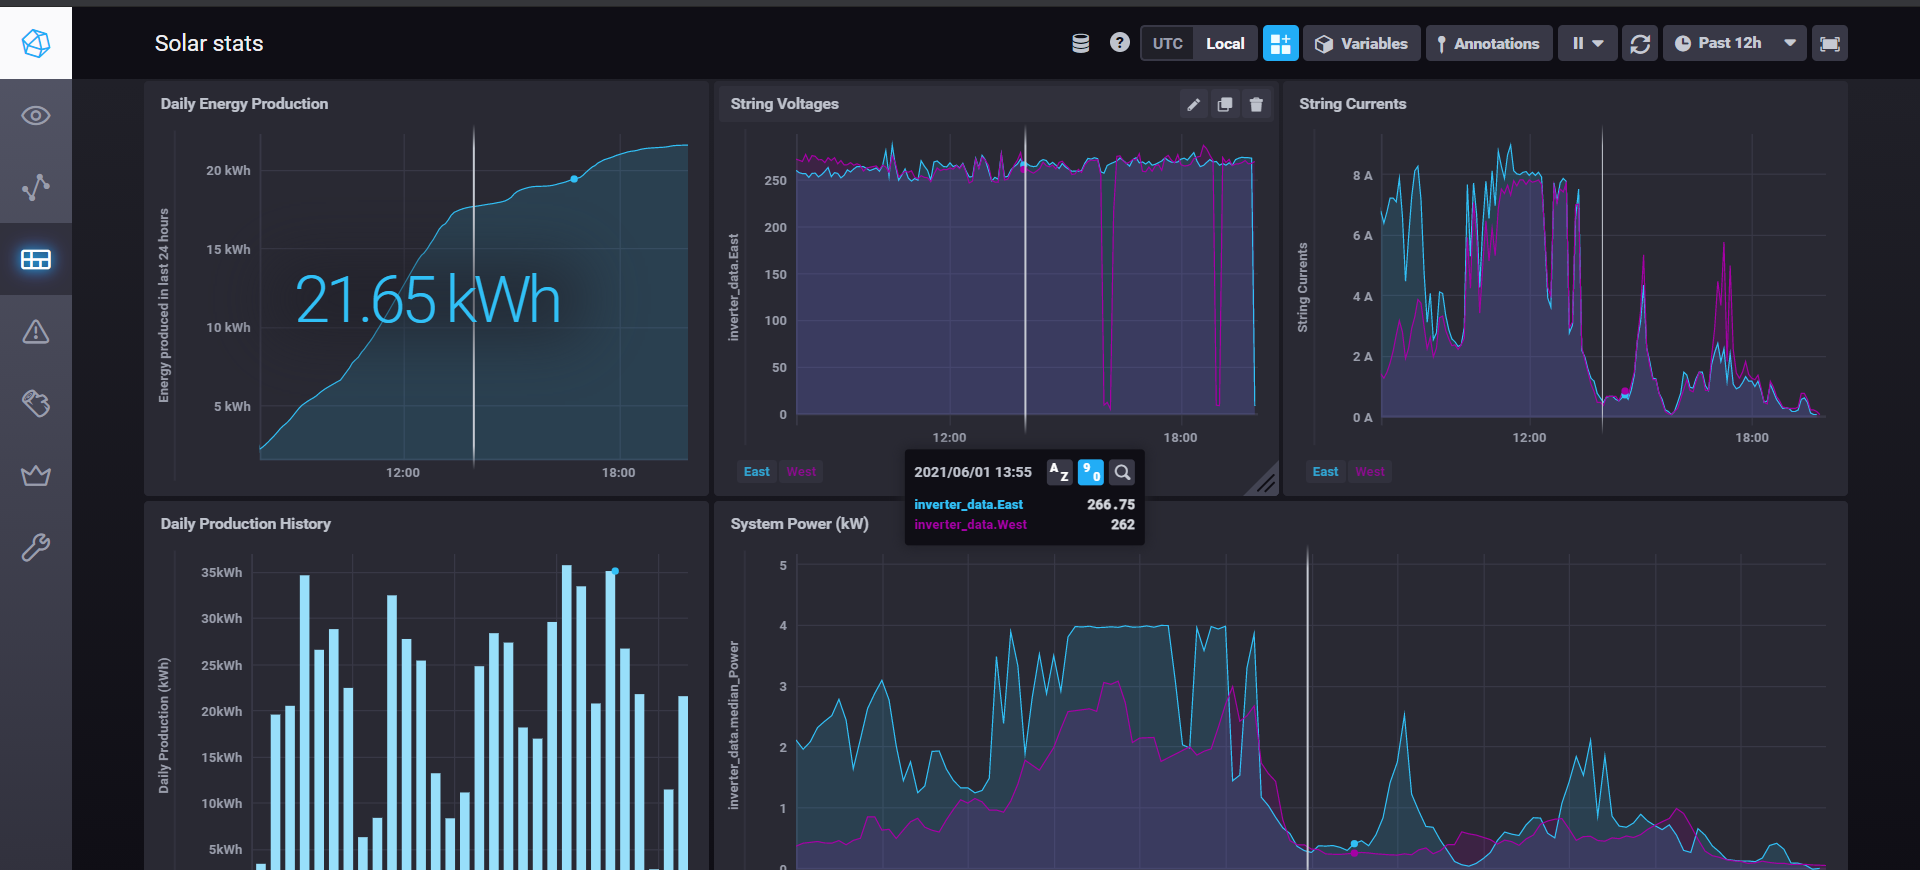 Solar stats
?
UTC Local
Variables
Annotations
Past 12h
Daily Energy Production
Energy produced in last 24 hours
20 kWh
15 kWh
10 kWh
5 kWh
21.65 kWh
12:00 18:00
String Voltages
inverter_data.East
250
200
150
100
50
0
12:00 18:00
East West
String Currents
String Currents
8 A
6 A
4 A
2 A
0 A
12:00 18:00
East West
2021/06/01 13:55 A Z 9 0
inverter_data.East 266.75
inverter_data.West 262
Daily Production History
Daily Production (kWh)
35kWh
30kWh
25kWh
20kWh
15kWh
10kWh
5kWh
System Power (kW)
inverter_data.median_Power
5
4
3
2
1
0